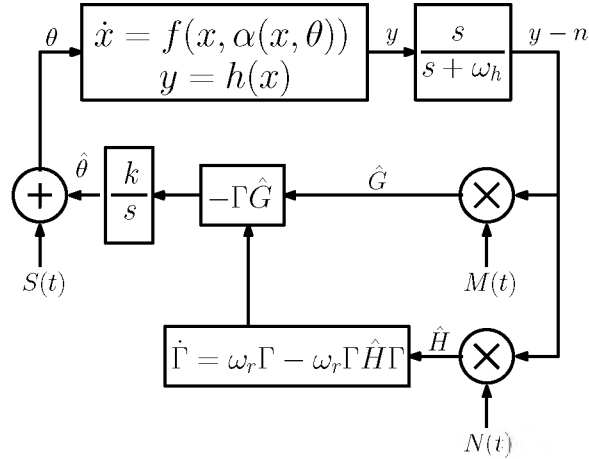 θ
ẋ = f(x, α(x, θ))
y = h(x)
y
s
s + ω_h
y − n
θ̂
k
s
−ΓĜ
Ĝ
+
×
S(t)
M(t)
Γ̇ = ω_rΓ − ω_rΓĤΓ
Ĥ
×
N(t)